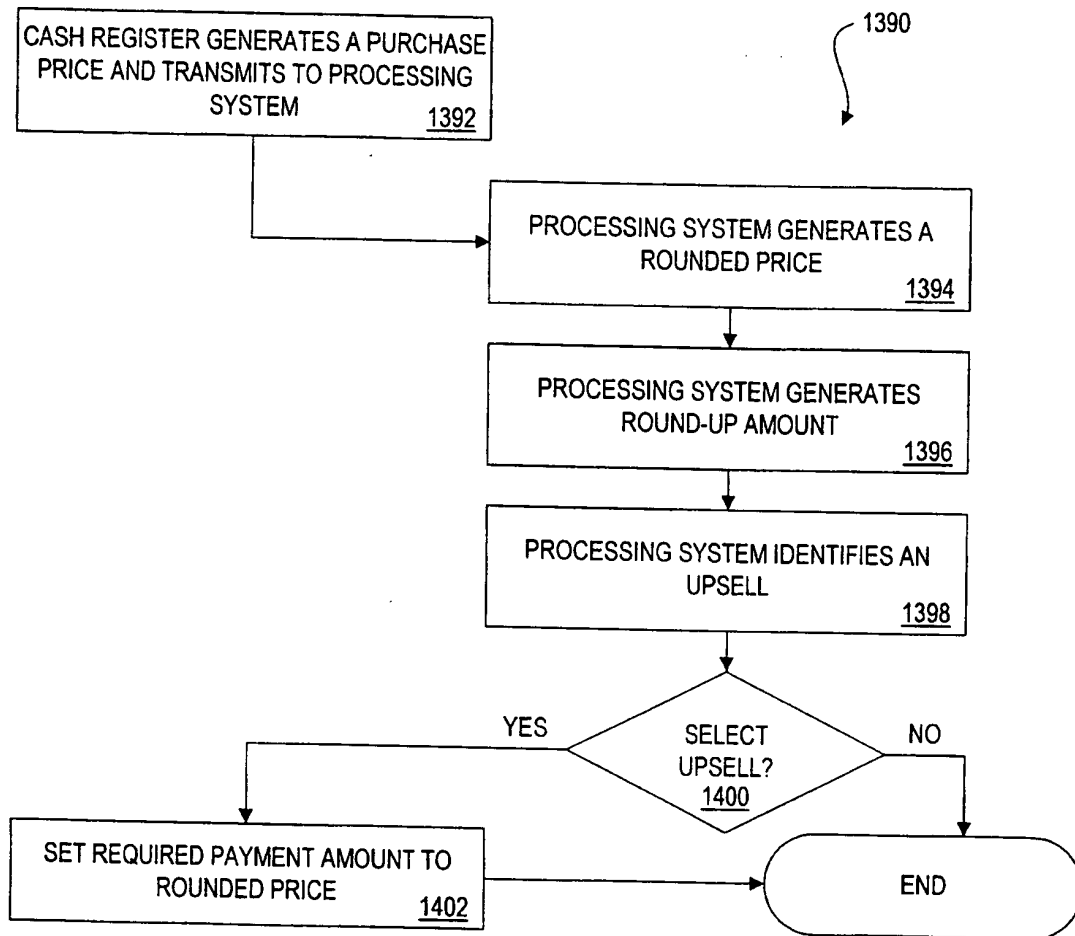 1390
CASH REGISTER GENERATES A PURCHASE
PRICE AND TRANSMITS TO PROCESSING
SYSTEM
1392
PROCESSING SYSTEM GENERATES A
ROUNDED PRICE
1394
PROCESSING SYSTEM GENERATES
ROUND-UP AMOUNT
1396
PROCESSING SYSTEM IDENTIFIES AN
UPSELL
1398
YES
SELECT
UPSELL?
1400
NO
SET REQUIRED PAYMENT AMOUNT TO
ROUNDED PRICE
1402
END